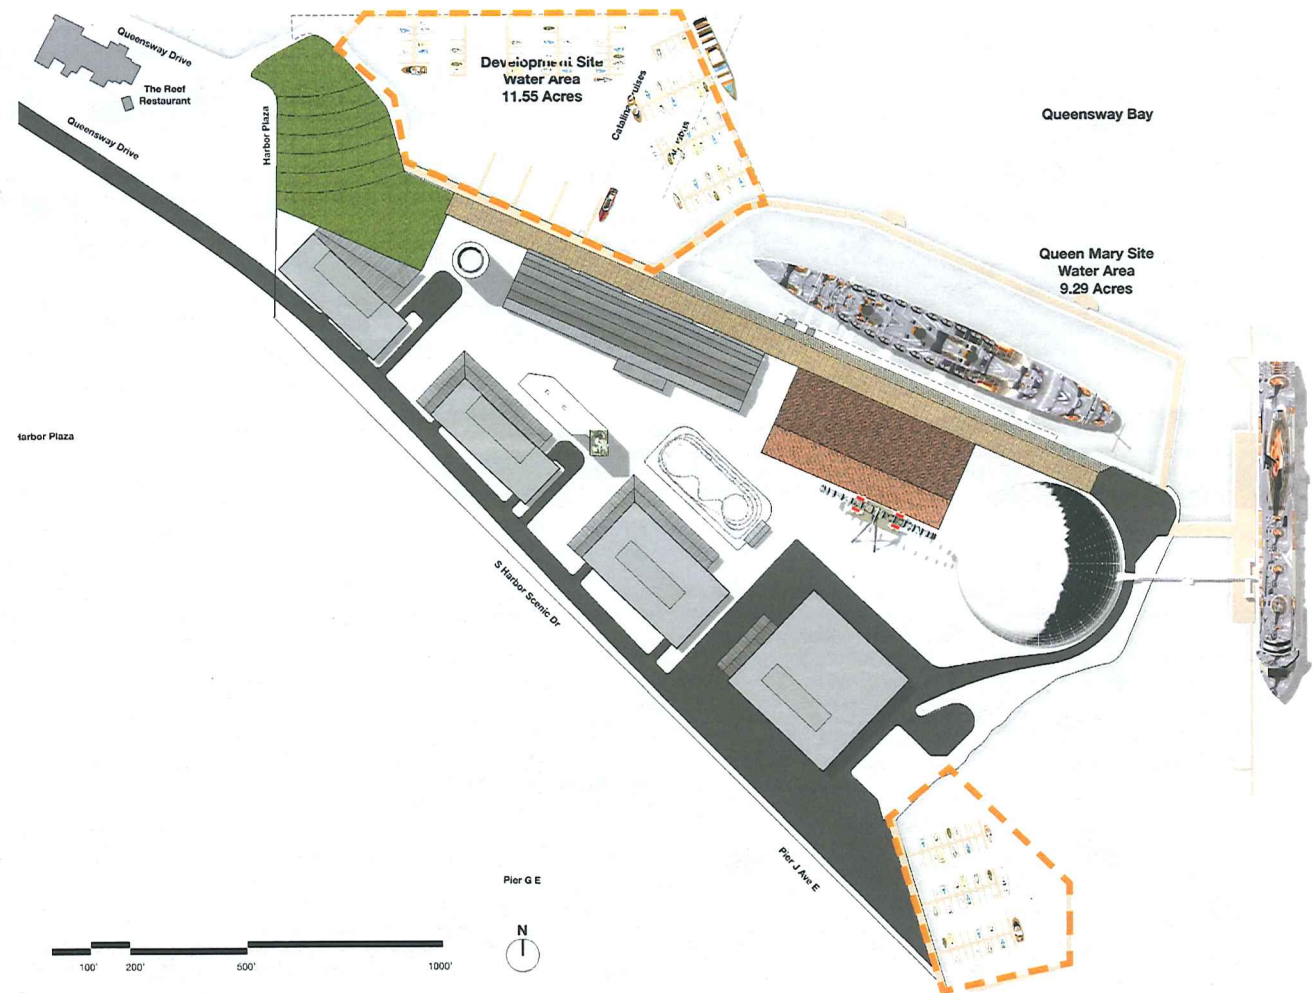 Queensway Drive
The Reef
Restaurant
Queensway Drive
Harbor Plaza
Development Site
Water Area
11.55 Acres
Catalina Cruises
Queensway Bay
Queen Mary Site
Water Area
9.29 Acres
Harbor Plaza
S Harbor Scenic Dr
Pier J Ave E
Pier G E
N
100' 200' 500' 1000'